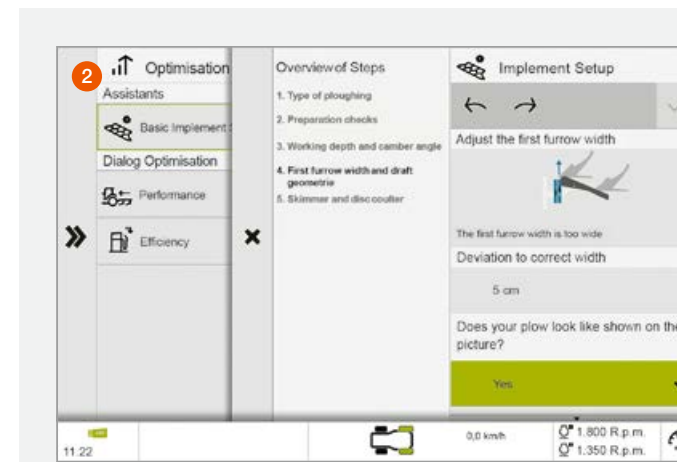 2
Optimisation
Assistants
Basic Implement
Dialog Optimisation
Performance
Efficiency
Overview of Steps
1. Type of ploughing
2. Preparation checks
3. Working depth and camber angle
4. First furrow width and draft
geometrie
5. Skimmer and disc coulter
Implement Setup
Adjust the first furrow width
The first furrow width is too wide
Deviation to correct width
5 cm
Does your plow look like shown on the
picture?
Yes
11:22
0,0 km/h
1.800 R.p.m.
1.350 R.p.m.